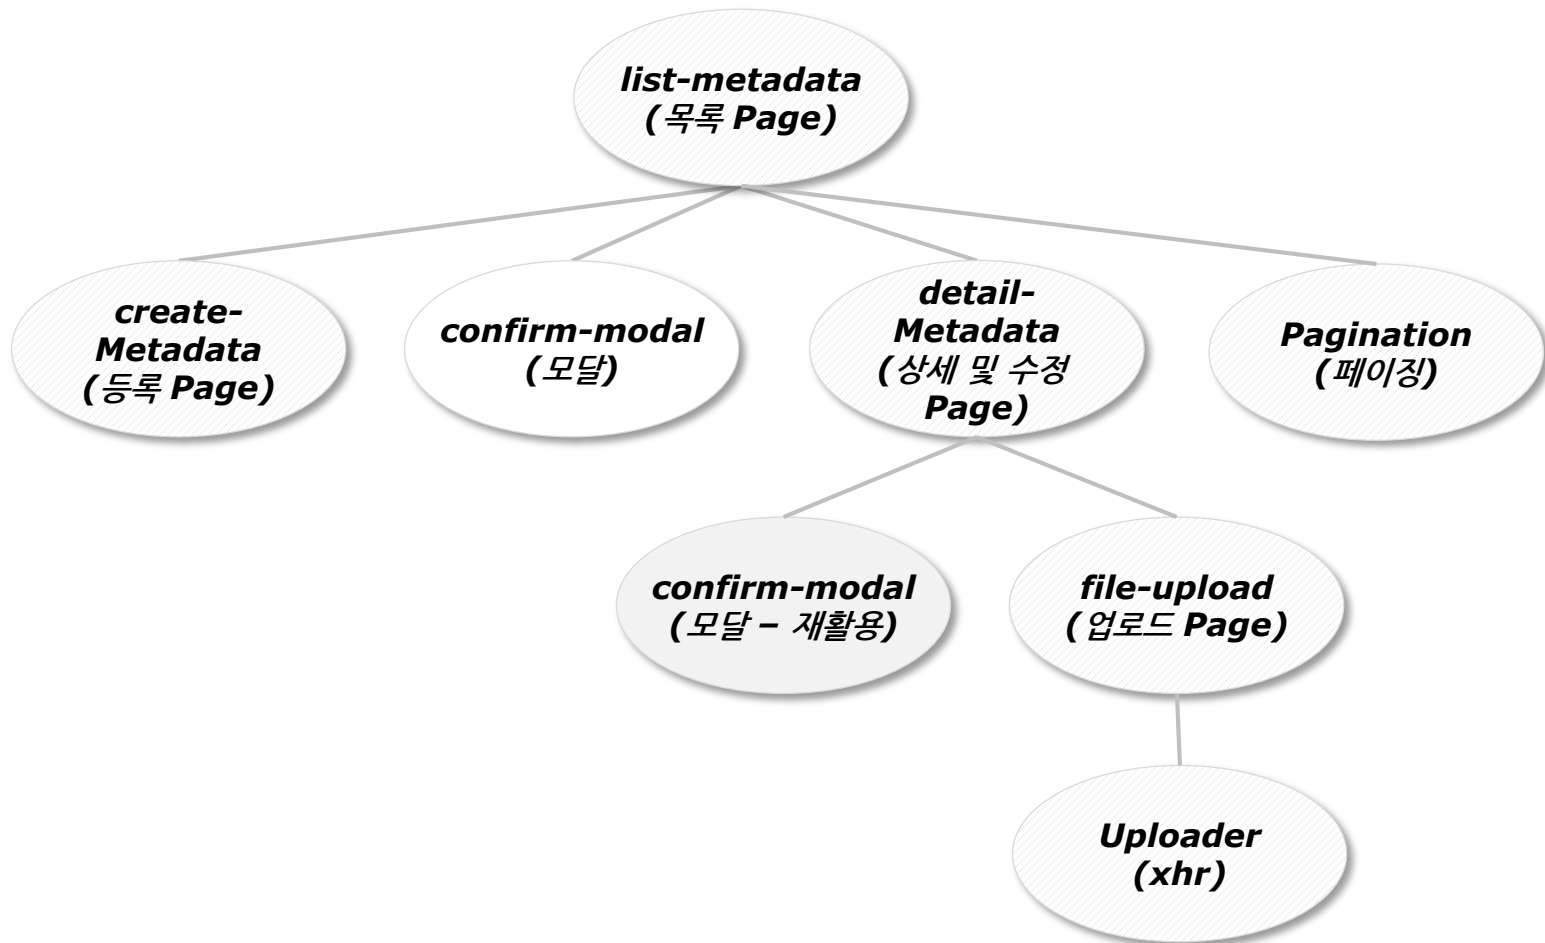 list-metadata
(목록 Page)
create-
Metadata
(등록 Page)
confirm-modal
(모달)
detail-
Metadata
(상세 및 수정
Page)
Pagination
(페이징)
confirm-modal
(모달 – 재활용)
file-upload
(업로드 Page)
Uploader
(xhr)